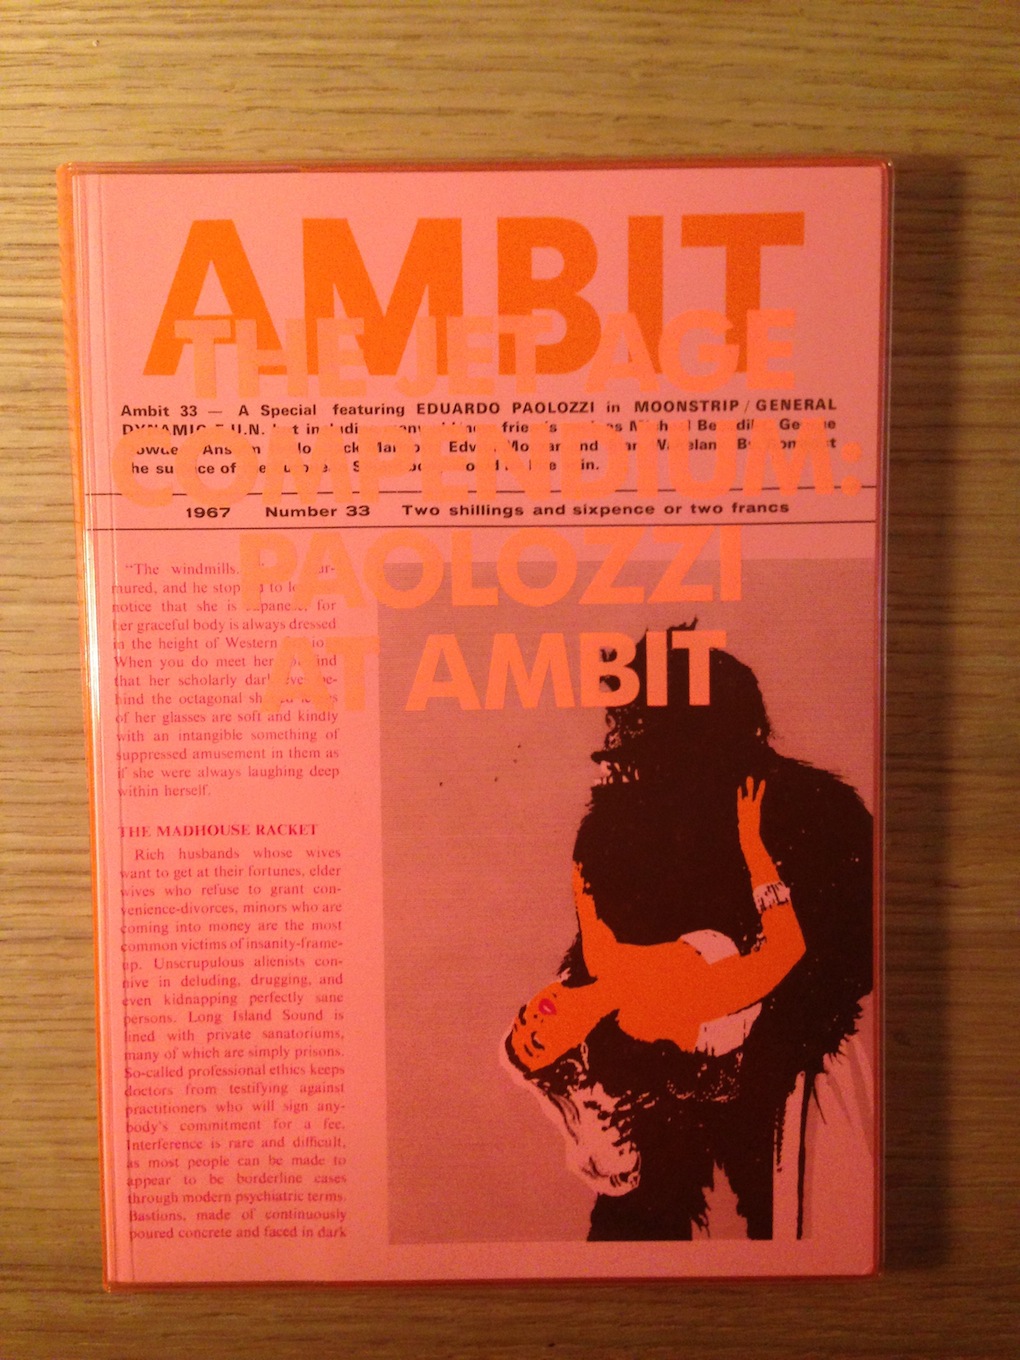 AMBIT
THE JET AGE
COMPENDIUM:
PAOLOZZI
AT AMBIT
Ambit 33 — A Special featuring EDUARDO PAOLOZZI in MOONSTRIP / GENERAL
DYNAMIC F.U.N.
1967 Number 33 Two shillings and sixpence or two francs
"The windmills.
mured, and he stop to
notice that she is for
her graceful body is always dressed
in the height of Western
When you do meet her
that her scholarly dark eyes be-
hind the octagonal
of her glasses are soft and kindly
with an intangible something of
suppressed amusement in them as
if she were always laughing deep
within herself.
THE MADHOUSE RACKET
Rich husbands whose wives
want to get at their fortunes, elder
wives who refuse to grant con-
venience-divorces, minors who are
coming into money are the most
common victims of insanity-frame-
up. Unscrupulous alienists con-
nive in deluding, drugging, and
even kidnapping perfectly sane
persons. Long Island Sound is
lined with private sanatoriums,
many of which are simply prisons.
So-called professional ethics keeps
doctors from testifying against
practitioners who will sign any-
body's commitment for a fee.
Interference is rare and difficult,
as most people can be made to
appear to be borderline cases
through modern psychiatric terms.
Bastions, made of continuously
poured concrete and faced in dark